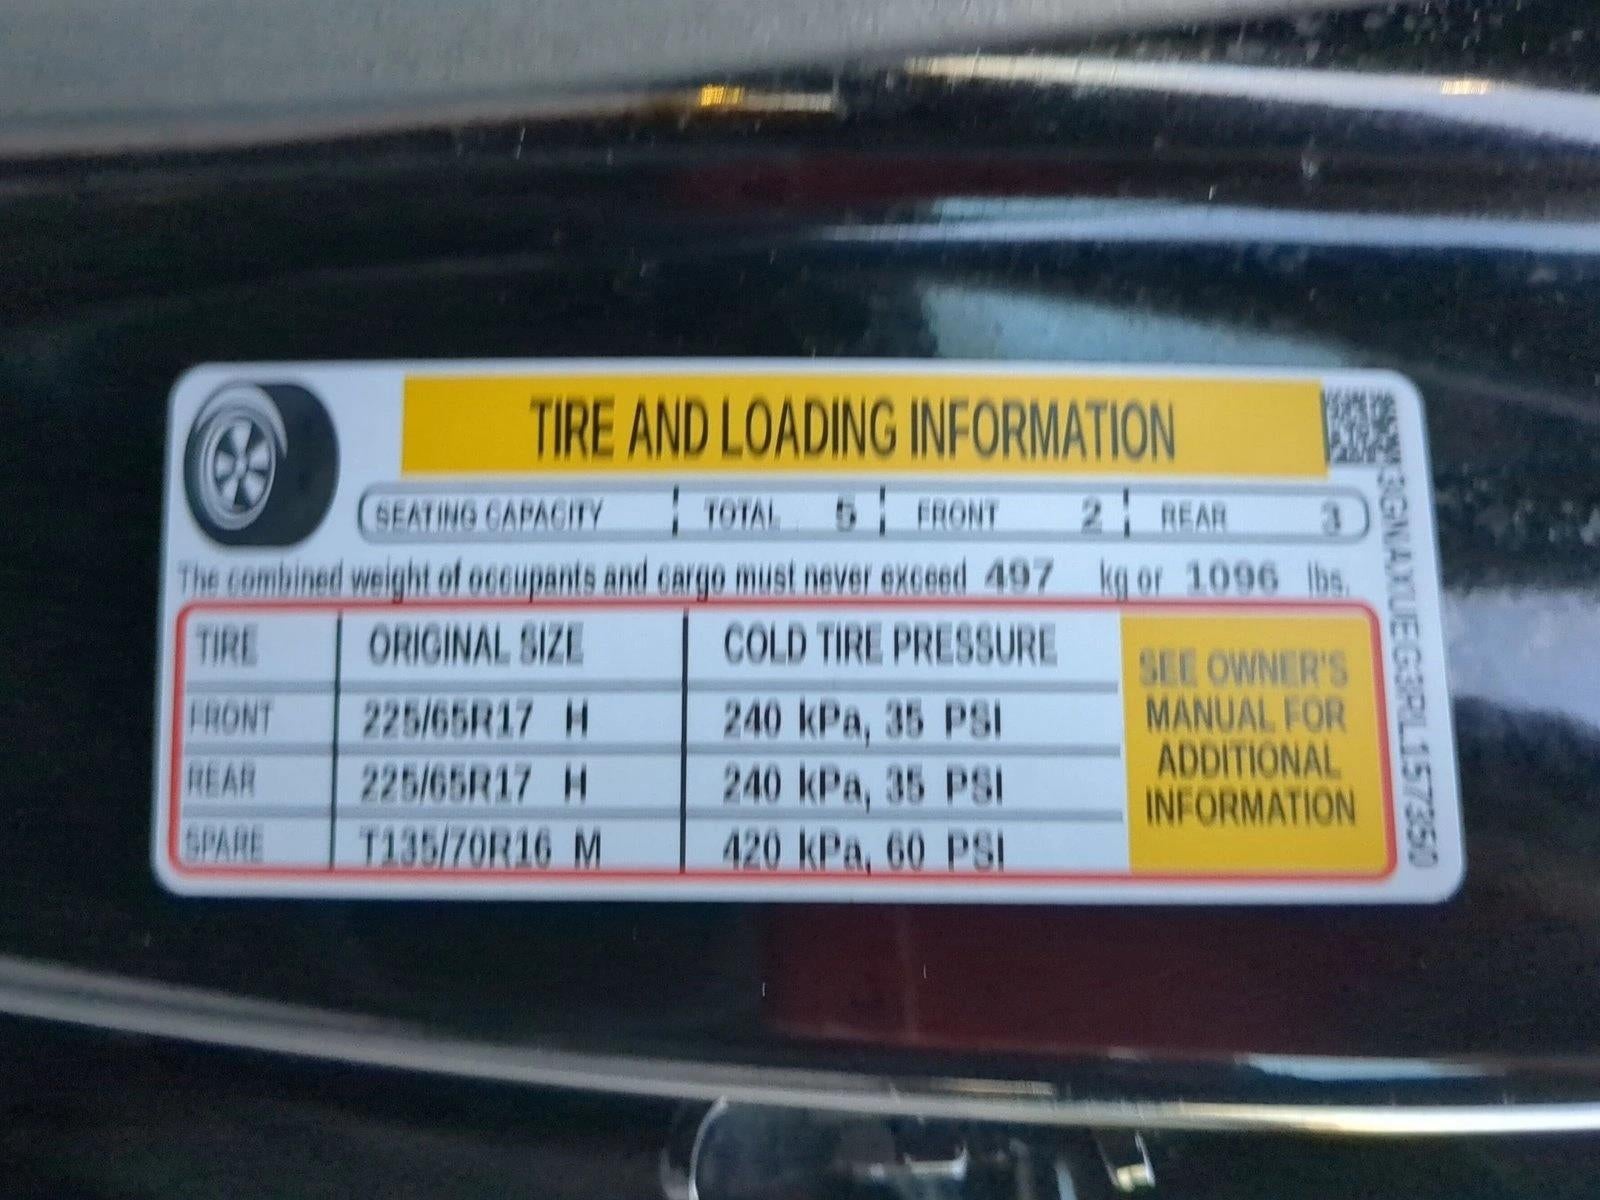 TIRE AND LOADING INFORMATION
SEATING CAPACITY TOTAL 5 FRONT 2 REAR 3
The combined weight of occupants and cargo must never exceed 497 kg or 1096 lbs.
TIRE ORIGINAL SIZE COLD TIRE PRESSURE
FRONT 225/65R17 H 240 kPa, 35 PSI
REAR 225/65R17 H 240 kPa, 35 PSI
SPARE T135/70R16 M 420 kPa, 60 PSI
SEE OWNER'S
MANUAL FOR
ADDITIONAL
INFORMATION
3GNAXUEG3RL157350